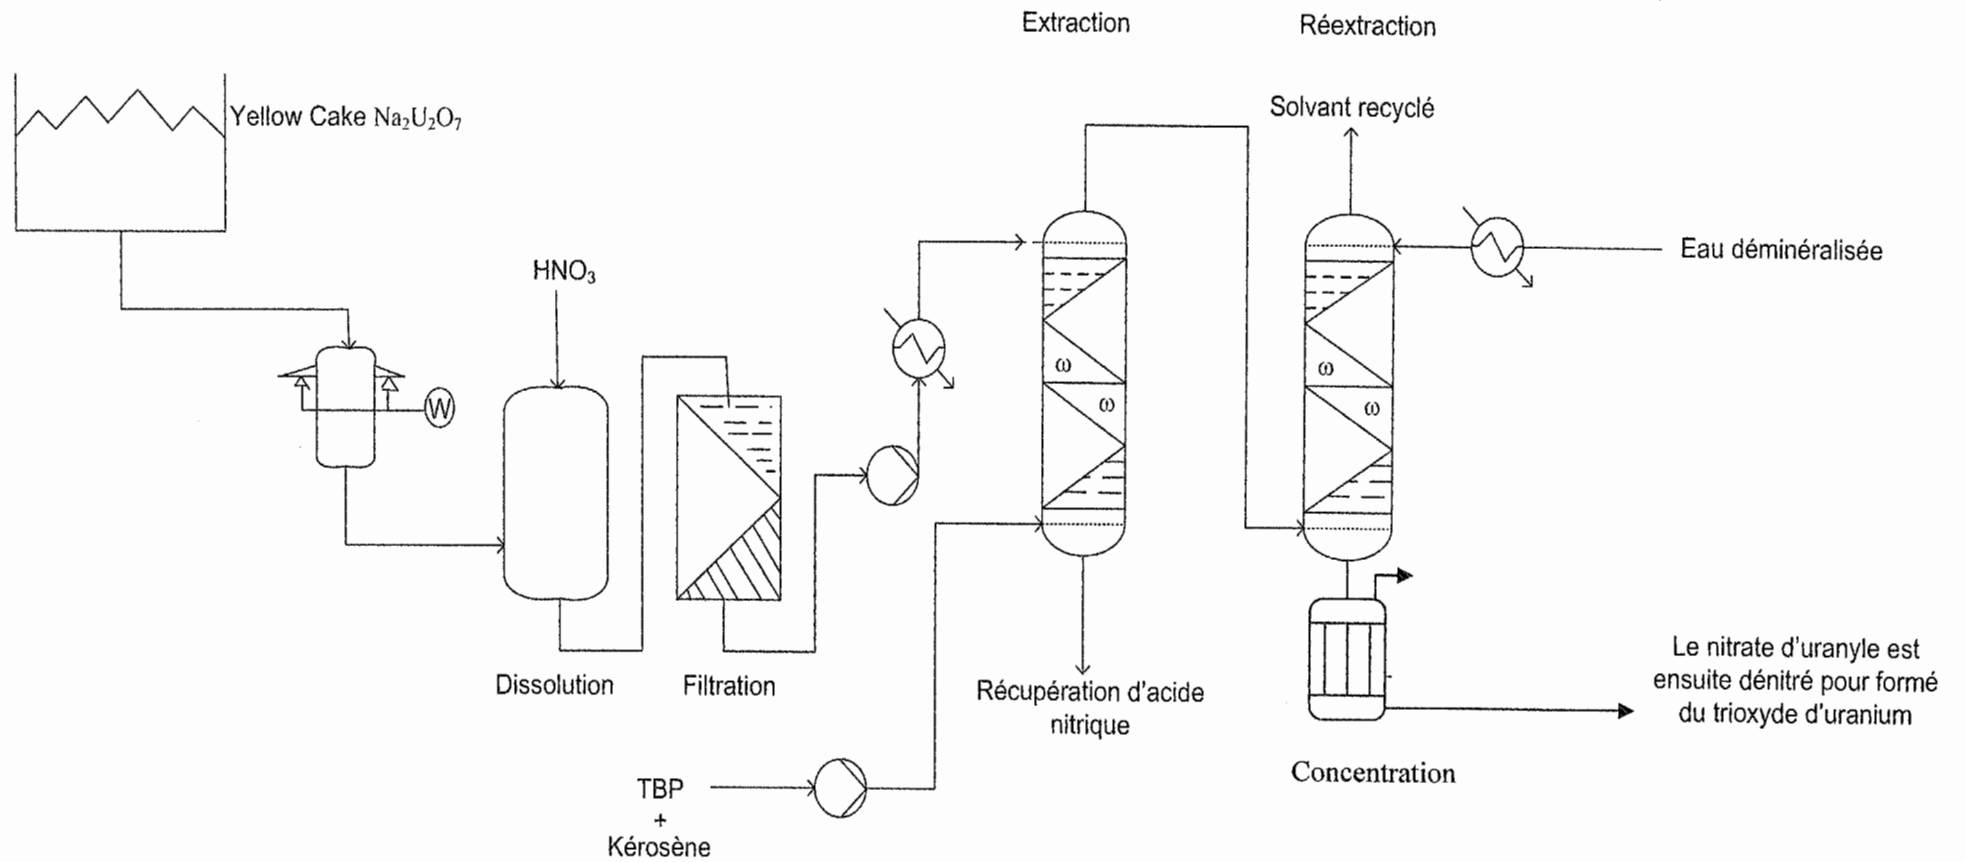 Extraction
Réextraction
Solvant recyclé
Yellow Cake Na₂U₂O₇
Eau déminéralisée
HNO₃
W
ω
ω
ω
ω
Dissolution
Filtration
Récupération d'acide
nitrique
Le nitrate d'uranyle est
ensuite dénitré pour formé
du trioxyde d'uranium
Concentration
TBP
+
Kérosène